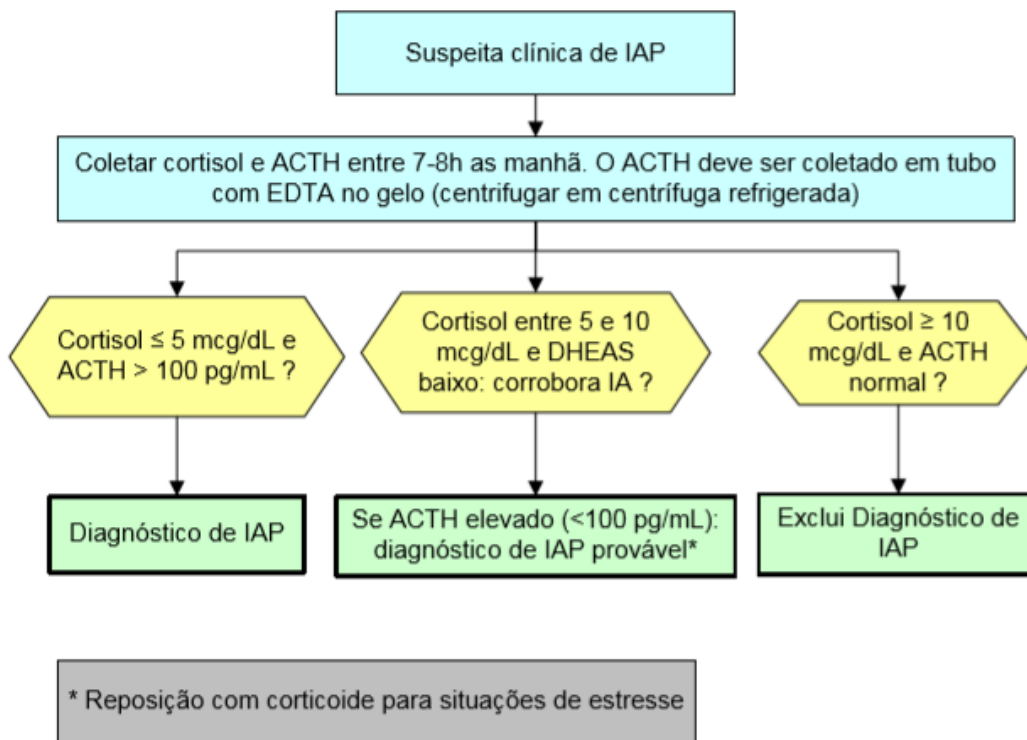 Suspeita clínica de IAP
Coletar cortisol e ACTH entre 7-8h as manhã. O ACTH deve ser coletado em tubo
com EDTA no gelo (centrifugar em centrífuga refrigerada)
Cortisol ≤ 5 mcg/dL e
ACTH > 100 pg/mL ?
Cortisol entre 5 e 10
mcg/dL e DHEAS
baixo: corrobora IA ?
Cortisol ≥ 10
mcg/dL e ACTH
normal ?
Diagnóstico de IAP
Se ACTH elevado (<100 pg/mL):
diagnóstico de IAP provável*
Exclui Diagnóstico de
IAP
* Reposição com corticoide para situações de estresse